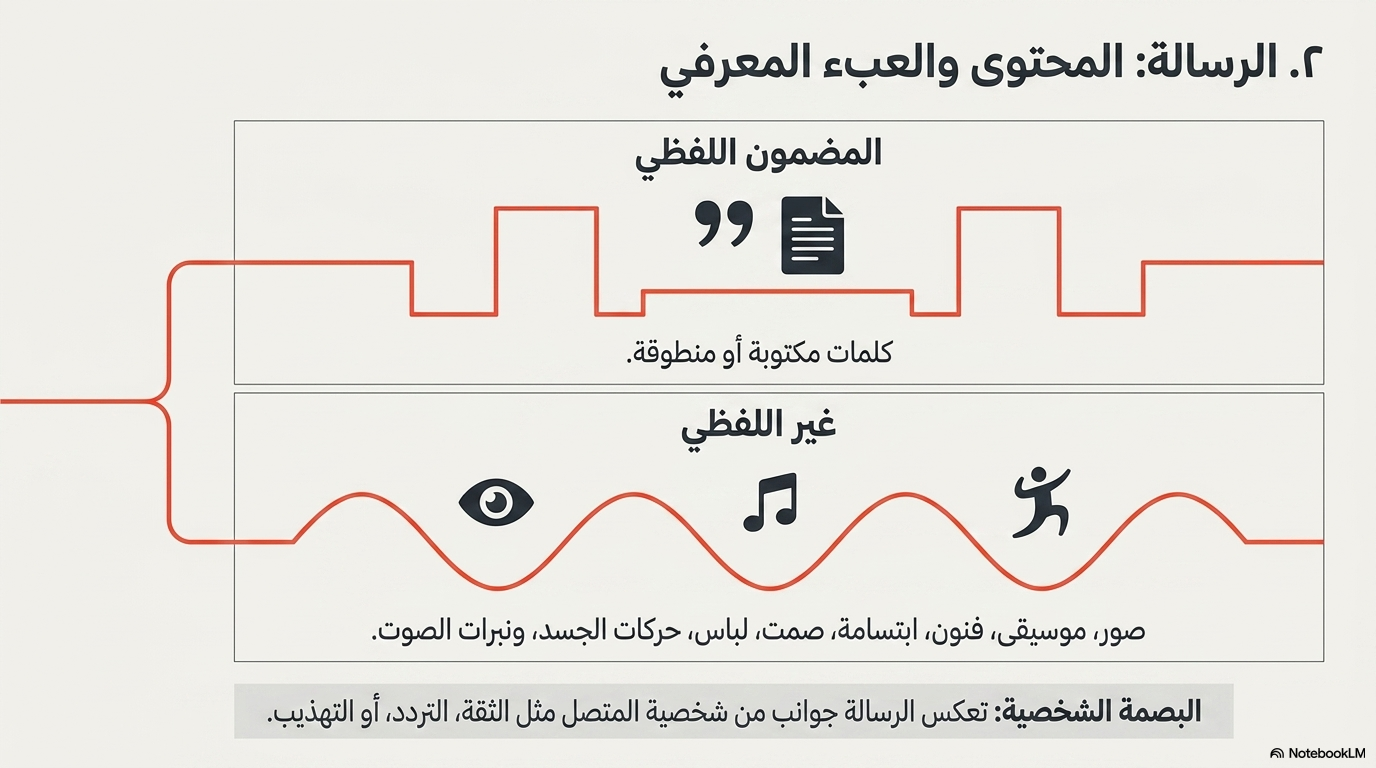 ٢. الرسالة: المحتوى والعبء المعرفي
المضمون اللفظي
كلمات مكتوبة أو منطوقة.
غير اللفظي
صور، موسيقى، فنون، ابتسامة، صمت، لباس، حركات الجسد، ونبرات الصوت.
البصمة الشخصية: تعكس الرسالة جوانب من شخصية المتصل مثل الثقة، التردد، أو التهذيب.
NotebookLM